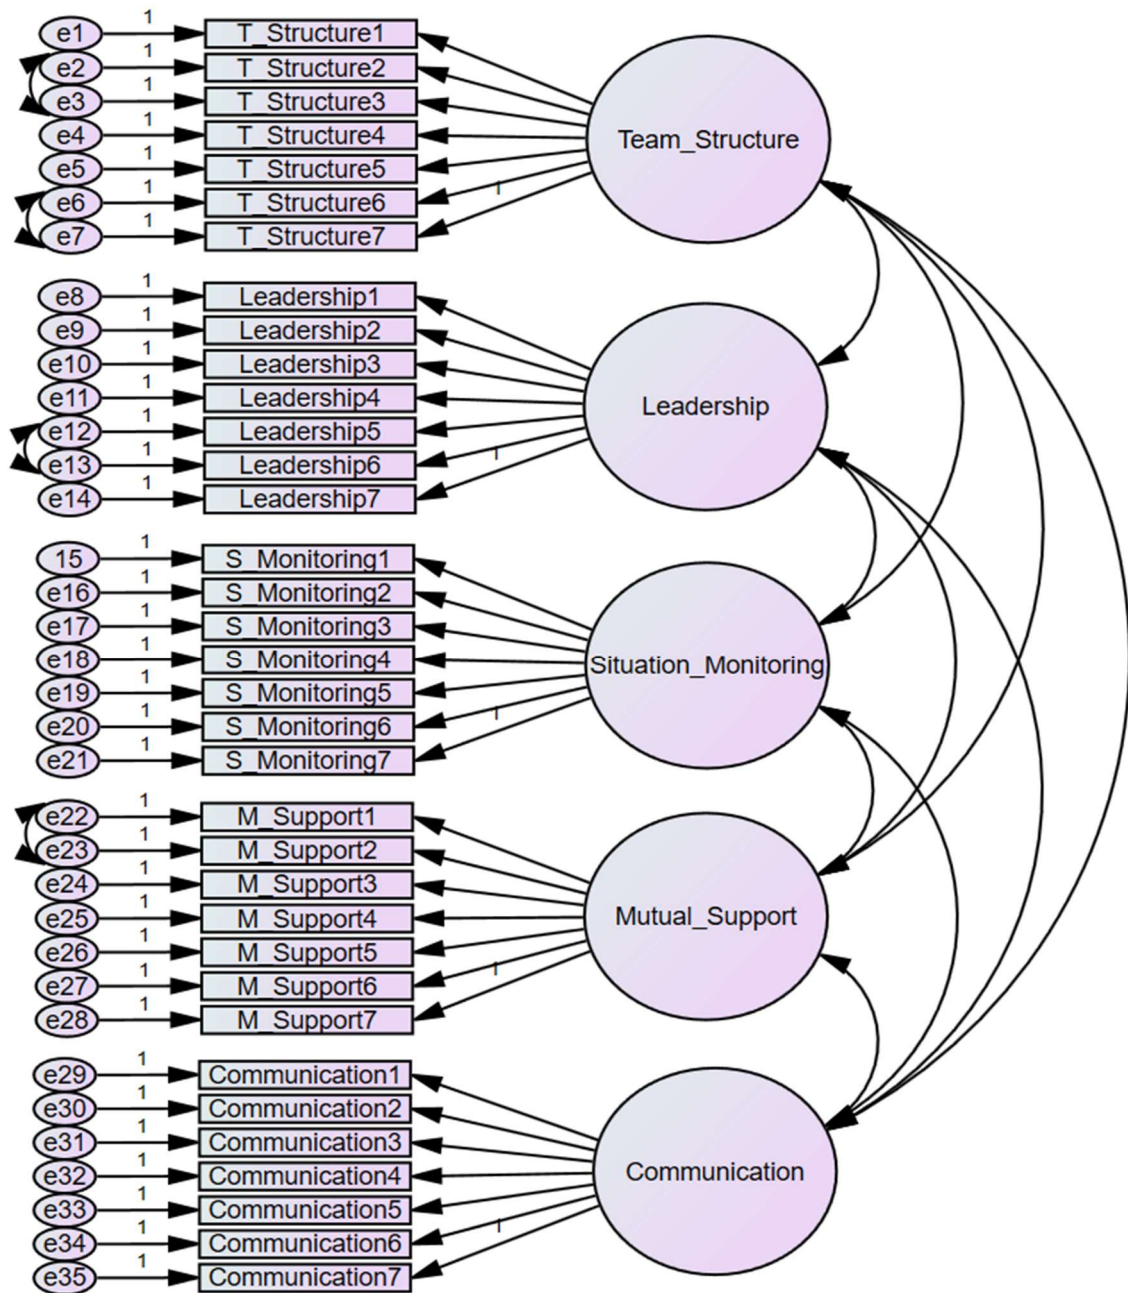 e1 1 T_Structure1
e2 1 T_Structure2
e3 1 T_Structure3
e4 1 T_Structure4
e5 1 T_Structure5
e6 1 T_Structure6
e7 1 T_Structure7
1
Team_Structure
e8 1 Leadership1
e9 1 Leadership2
e10 1 Leadership3
e11 1 Leadership4
e12 1 Leadership5
e13 1 Leadership6
e14 1 Leadership7
1
Leadership
15 1 S_Monitoring1
e16 1 S_Monitoring2
e17 1 S_Monitoring3
e18 1 S_Monitoring4
e19 1 S_Monitoring5
e20 1 S_Monitoring6
e21 1 S_Monitoring7
1
Situation_Monitoring
e22 1 M_Support1
e23 1 M_Support2
e24 1 M_Support3
e25 1 M_Support4
e26 1 M_Support5
e27 1 M_Support6
e28 1 M_Support7
1
Mutual_Support
e29 1 Communication1
e30 1 Communication2
e31 1 Communication3
e32 1 Communication4
e33 1 Communication5
e34 1 Communication6
e35 1 Communication7
1
Communication